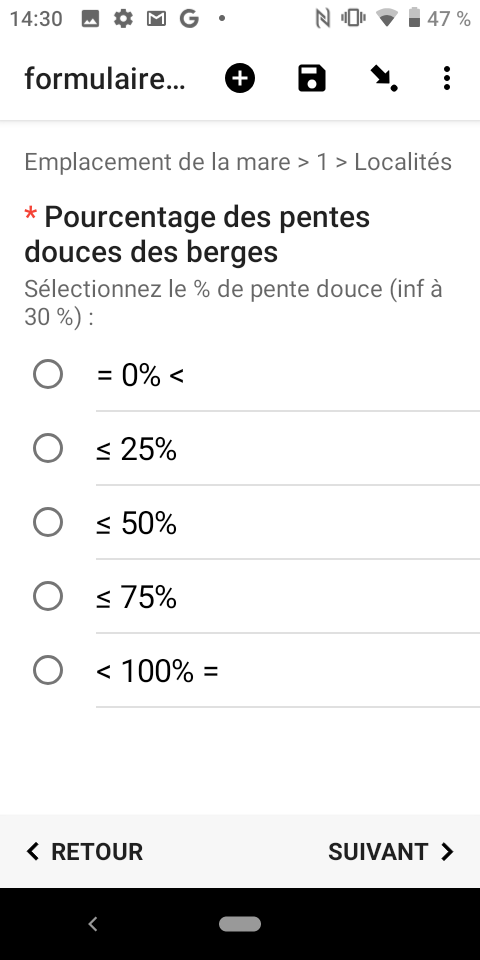 14:30
47 %
formulaire...
Emplacement de la mare > 1 > Localités
* Pourcentage des pentes
douces des berges
Sélectionnez le % de pente douce (inf à
30 %) :
= 0% <
≤ 25%
≤ 50%
≤ 75%
< 100% =
RETOUR
SUIVANT